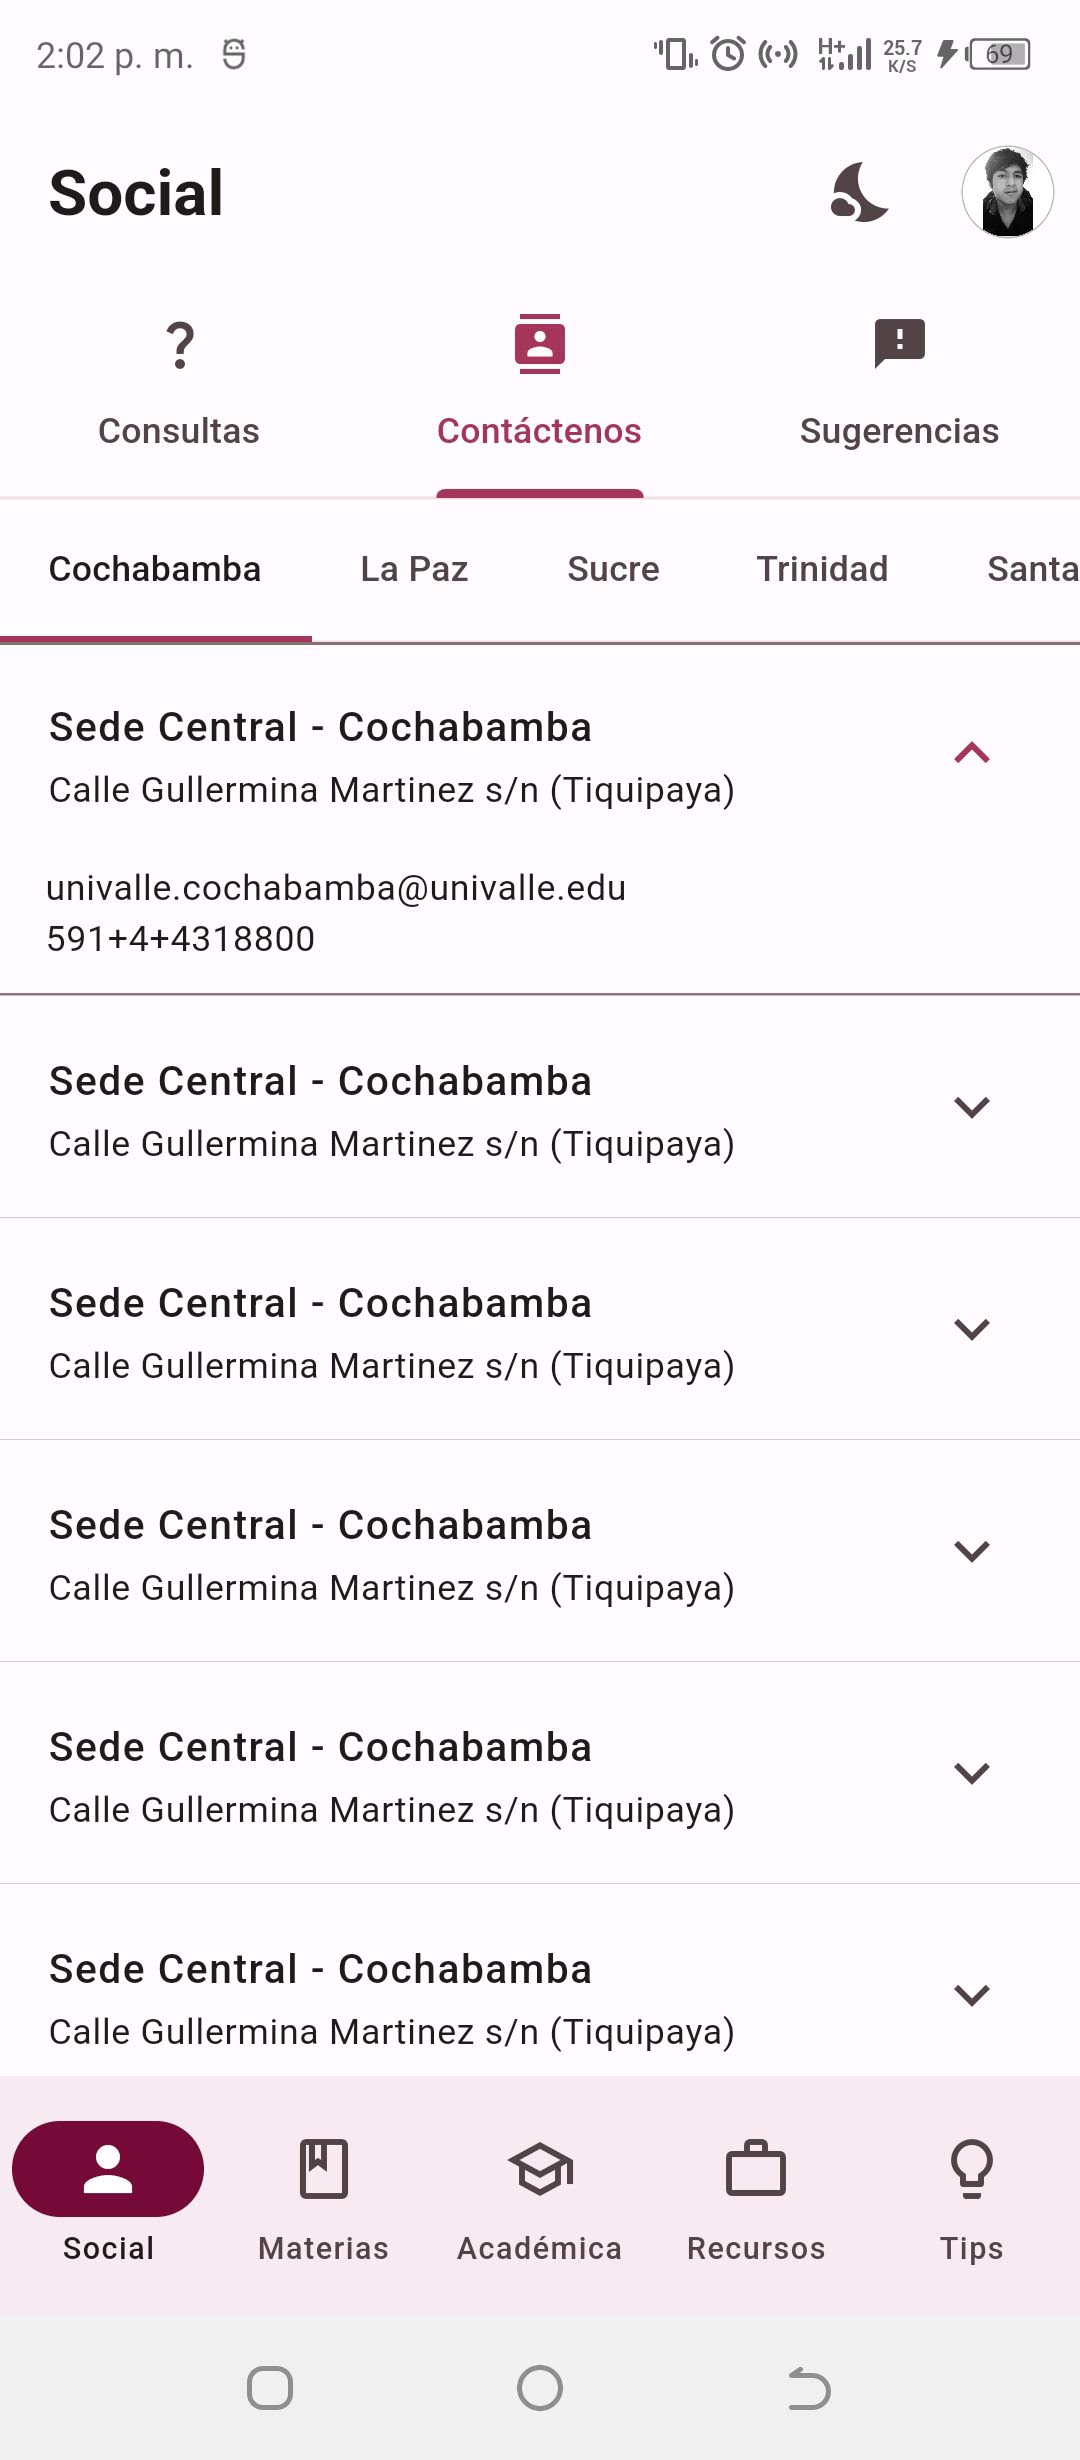 2:02 p. m.
H+ 25.7 K/S 69
Social
? Consultas
Contáctenos
! Sugerencias
Cochabamba La Paz Sucre Trinidad Santa
Sede Central - Cochabamba
Calle Gullermina Martinez s/n (Tiquipaya)
univalle.cochabamba@univalle.edu
591+4+4318800
Sede Central - Cochabamba
Calle Gullermina Martinez s/n (Tiquipaya)
Sede Central - Cochabamba
Calle Gullermina Martinez s/n (Tiquipaya)
Sede Central - Cochabamba
Calle Gullermina Martinez s/n (Tiquipaya)
Sede Central - Cochabamba
Calle Gullermina Martinez s/n (Tiquipaya)
Sede Central - Cochabamba
Calle Gullermina Martinez s/n (Tiquipaya)
Social Materias Académica Recursos Tips